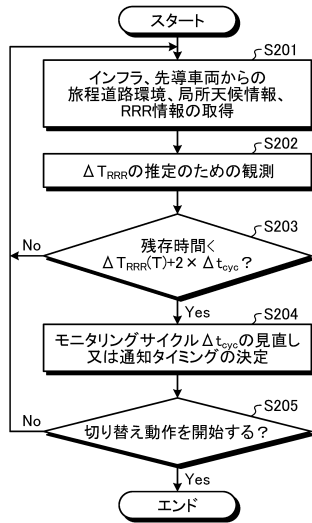 スタート
S201
インフラ、先導車両からの
旅程道路環境、局所天候情報、
RRR情報の取得
S202
ΔTRRRの推定のための観測
S203
残存時間<
ΔTRRR(T)+2×Δtcyc?
No
Yes
S204
モニタリングサイクルΔtcycの見直し
又は通知タイミングの決定
S205
切り替え動作を開始する?
No
Yes
エンド